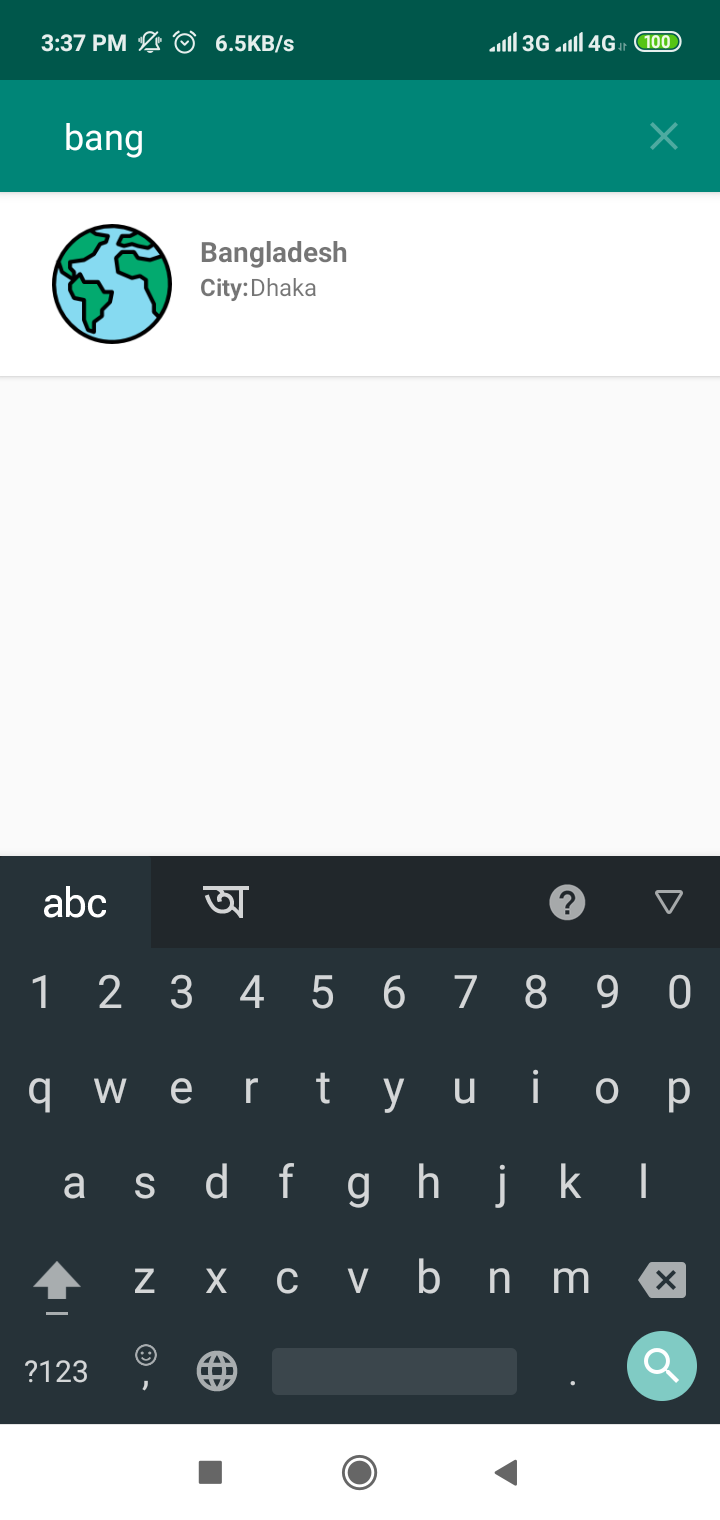 3:37 PM 6.5KB/s 3G 4G 100
bang
Bangladesh
City:Dhaka
abc অ ?
1 2 3 4 5 6 7 8 9 0
q w e r t y u i o p
a s d f g h j k l
z x c v b n m
?123 , .